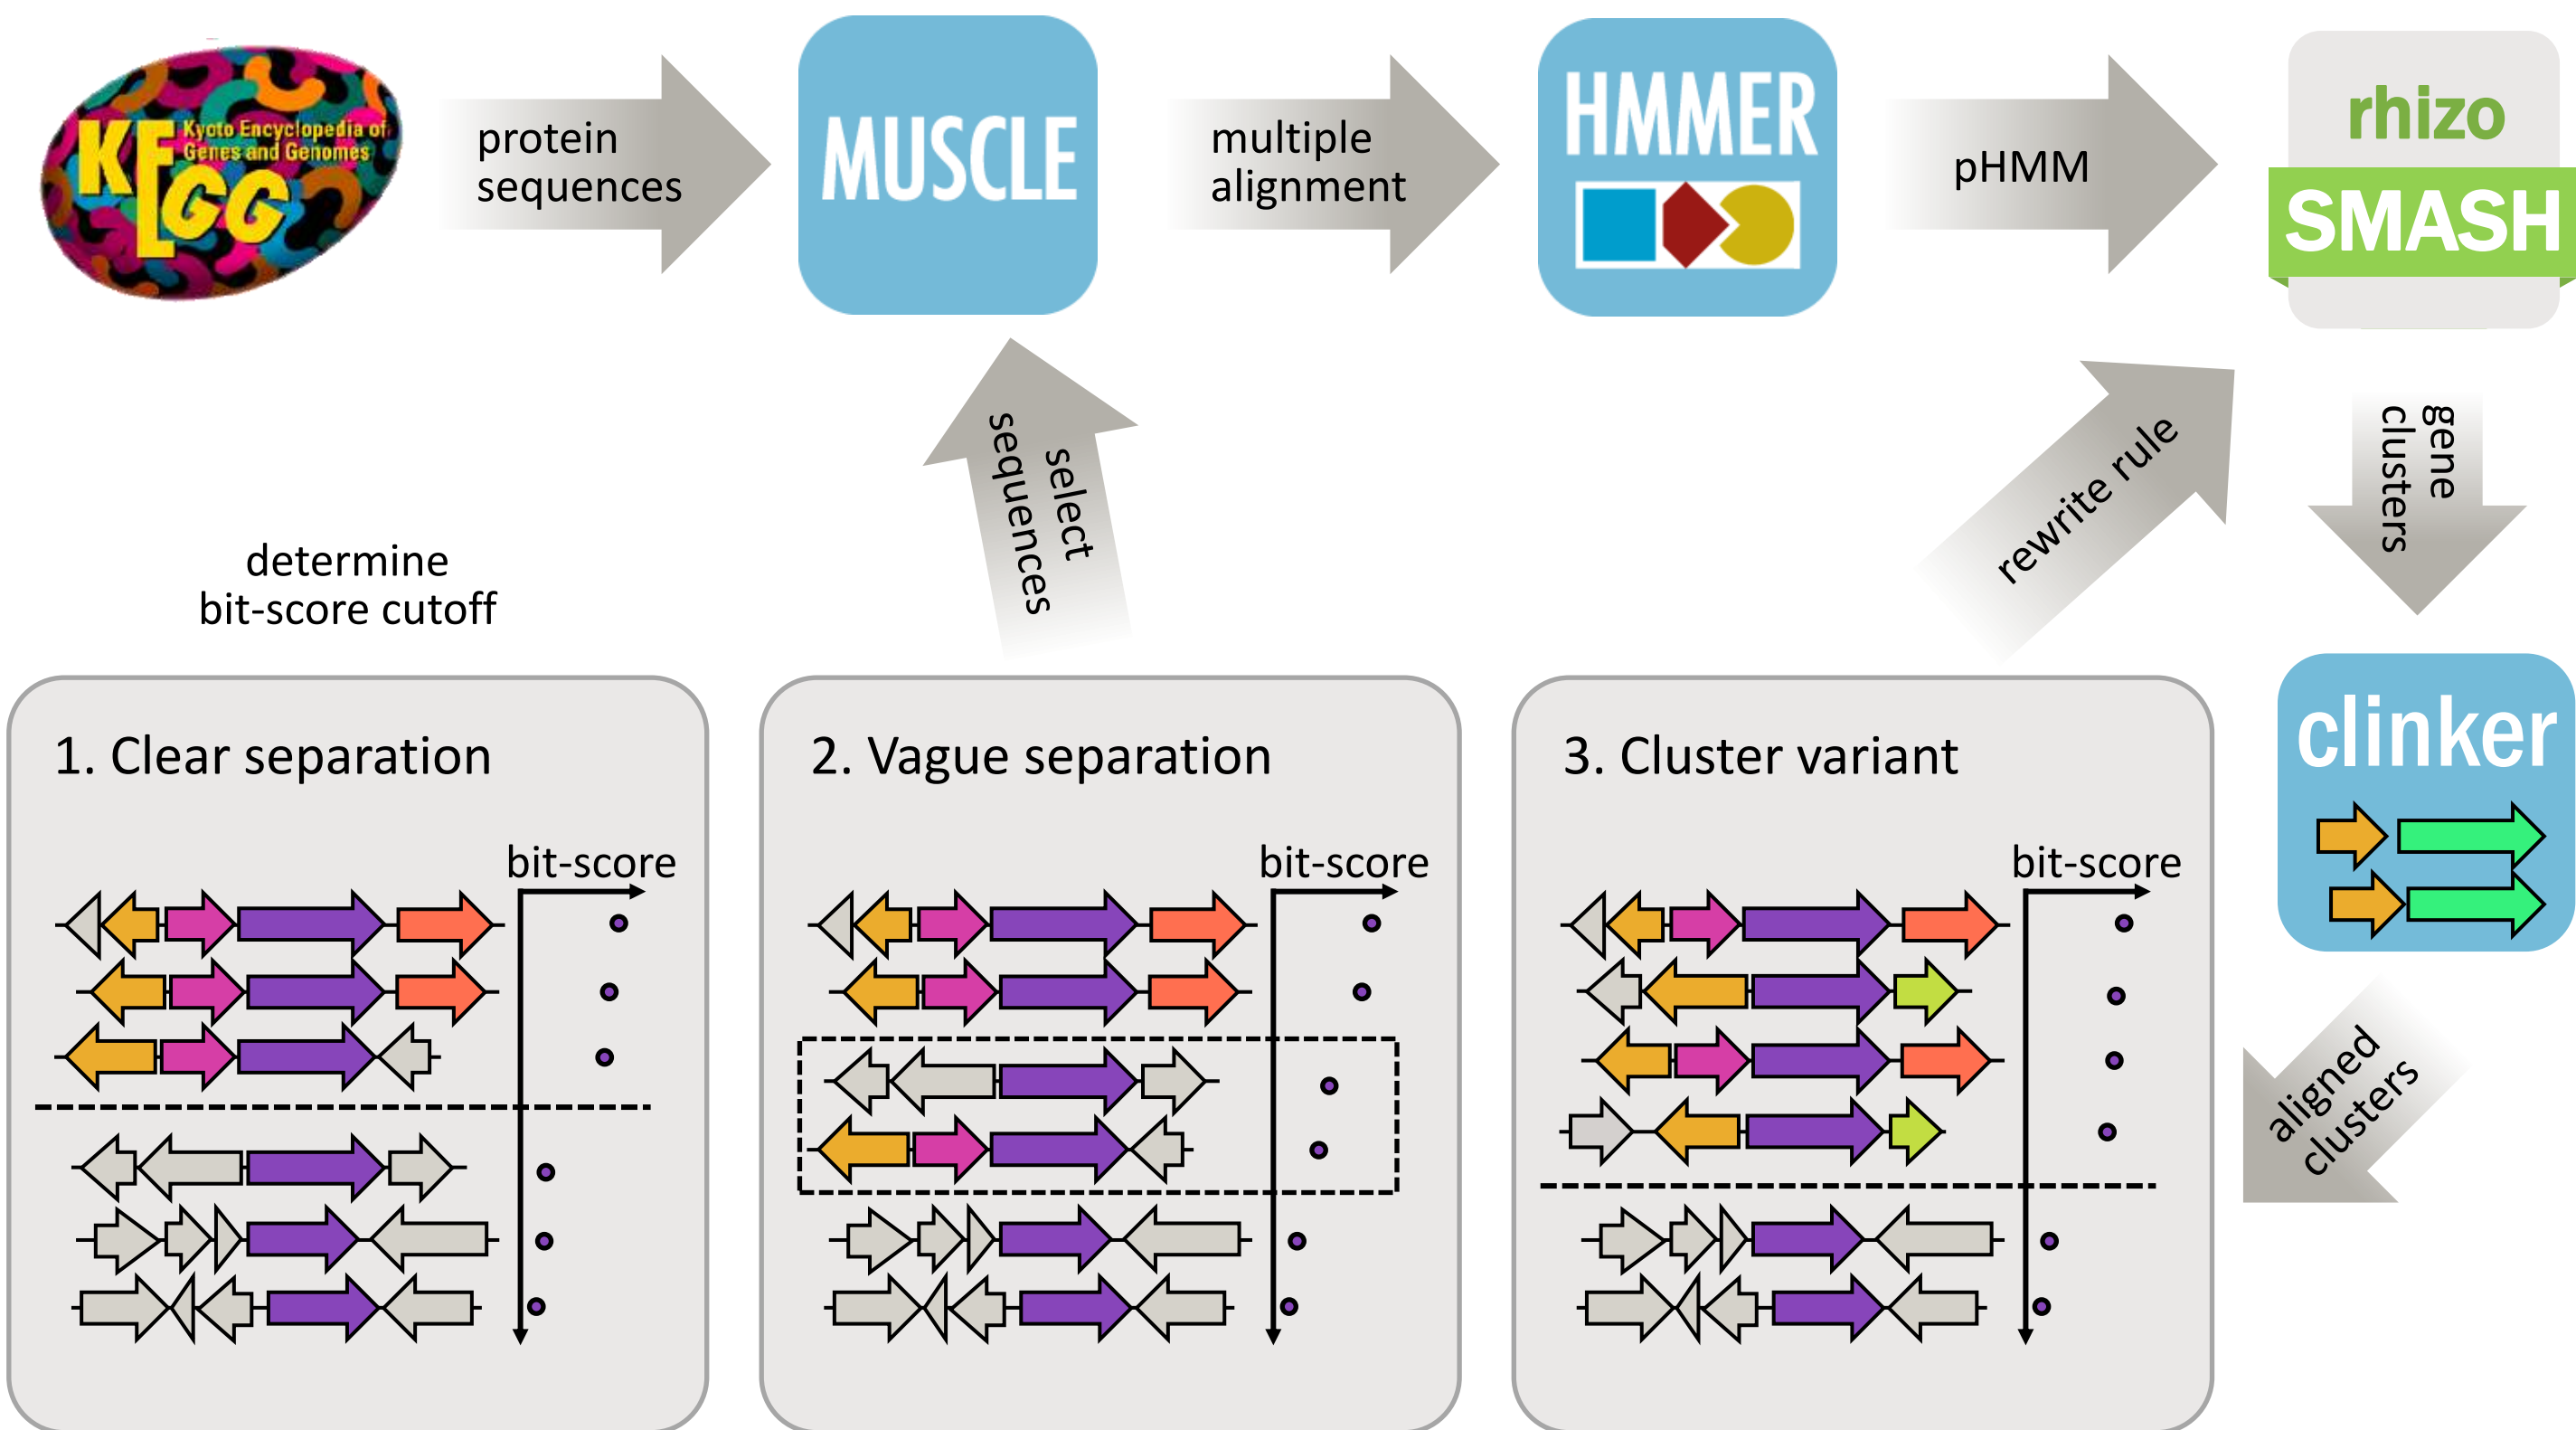 KEGG
Kyoto Encyclopedia of
Genes and Genomes
protein
sequences
MUSCLE
multiple
alignment
HMMER
pHMM
rhizo
SMASH
select
sequences
rewrite rule
gene
clusters
determine
bit-score cutoff
clinker
aligned
clusters
1. Clear separation
bit-score
2. Vague separation
bit-score
3. Cluster variant
bit-score